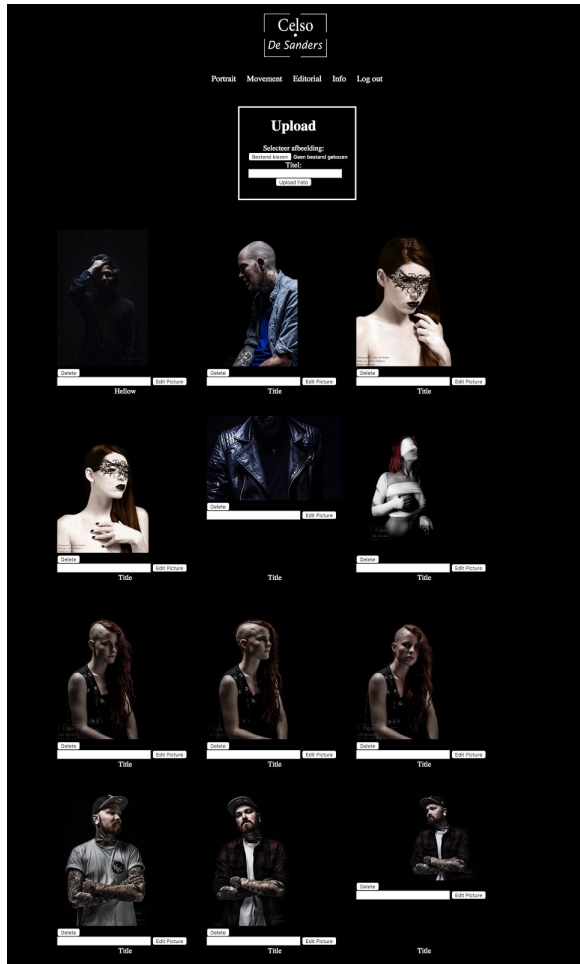 Celso
De Sanders
Portrait Movement Editorial Info Log out
Upload
Selecteer afbeelding:
Bestand kiezen Geen bestand gekozen
Titel:
Upload Foto
Delete Delete Delete
Edit Picture Edit Picture Edit Picture
Hellow Title Title
Delete
Edit Picture
Delete Delete
Edit Picture Edit Picture
Title Title Title
Delete Delete Delete
Edit Picture Edit Picture Edit Picture
Title Title Title
Delete
Edit Picture
Delete Delete
Edit Picture Edit Picture
Title Title Title